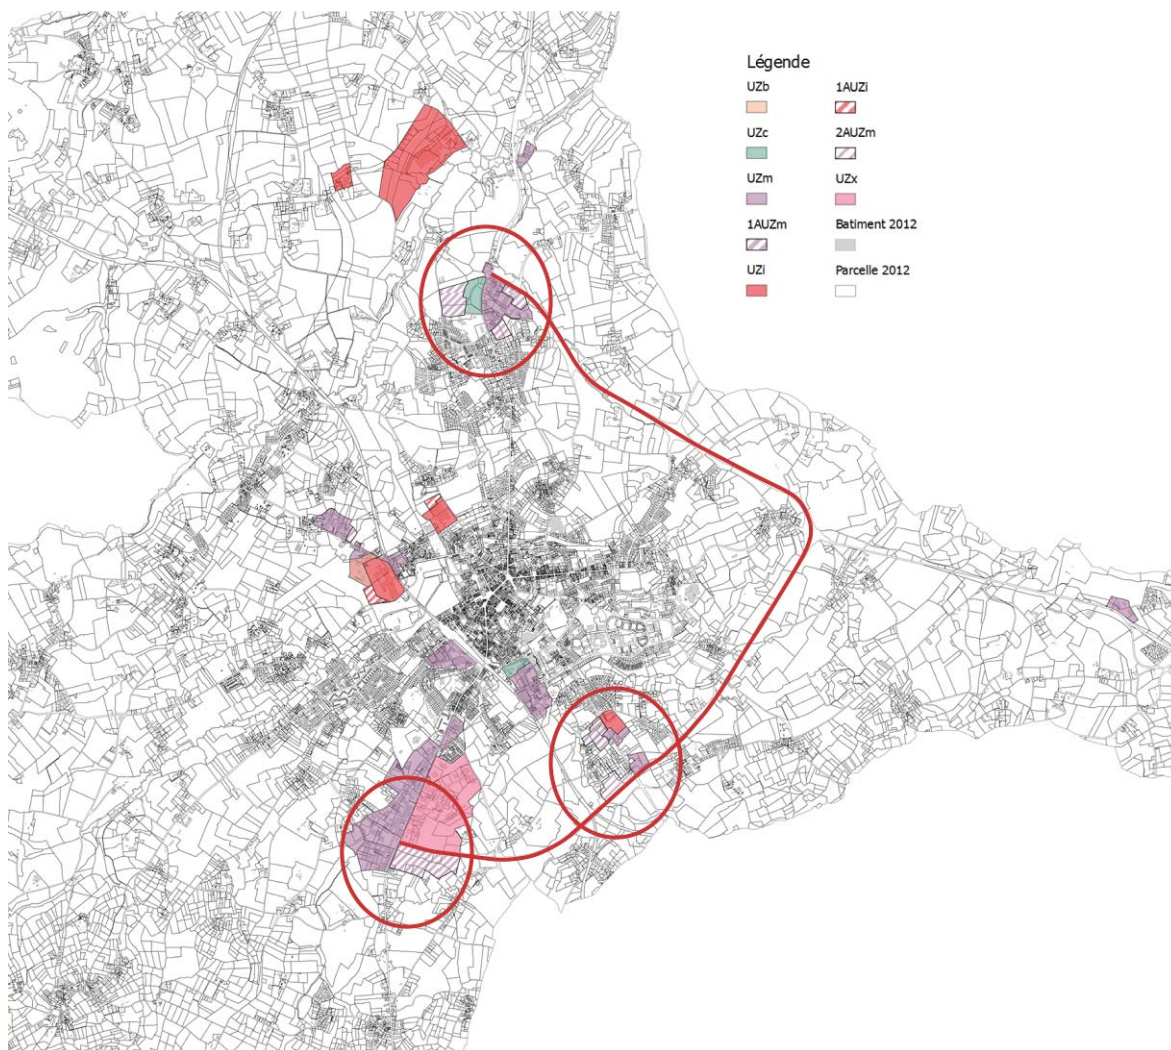 Légende
UZb
1AUZi
UZc
2AUZm
UZm
UZx
1AUZm
Batiment 2012
UZi
Parcelle 2012